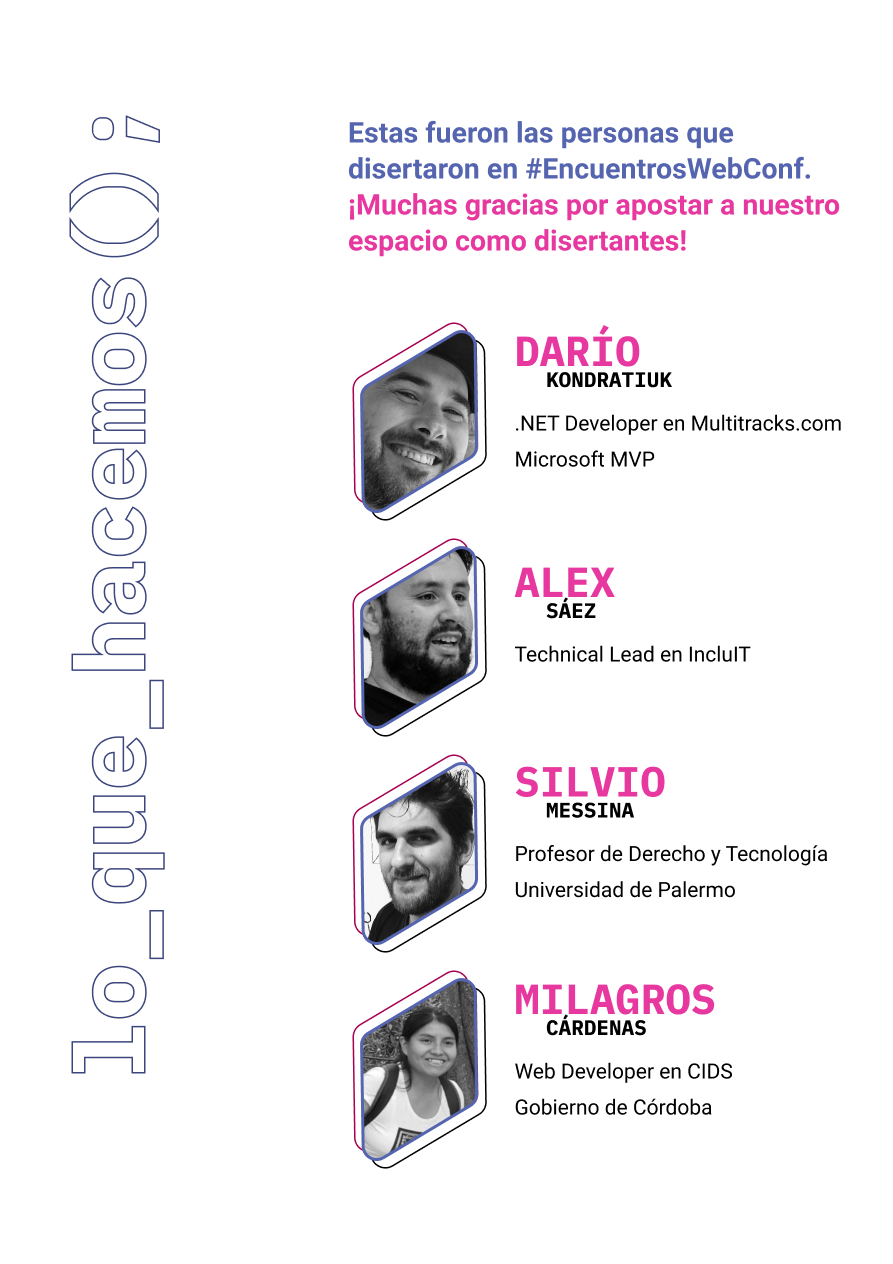 lo_que_hacemos();
Estas fueron las personas que
disertaron en #EncuentrosWebConf.
¡Muchas gracias por apostar a nuestro
espacio como disertantes!
DARÍO
KONDRATIUK
.NET Developer en Multitracks.com
Microsoft MVP
ALEX
SÁEZ
Technical Lead en IncluIT
SILVIO
MESSINA
Profesor de Derecho y Tecnología
Universidad de Palermo
MILAGROS
CÁRDENAS
Web Developer en CIDS
Gobierno de Córdoba